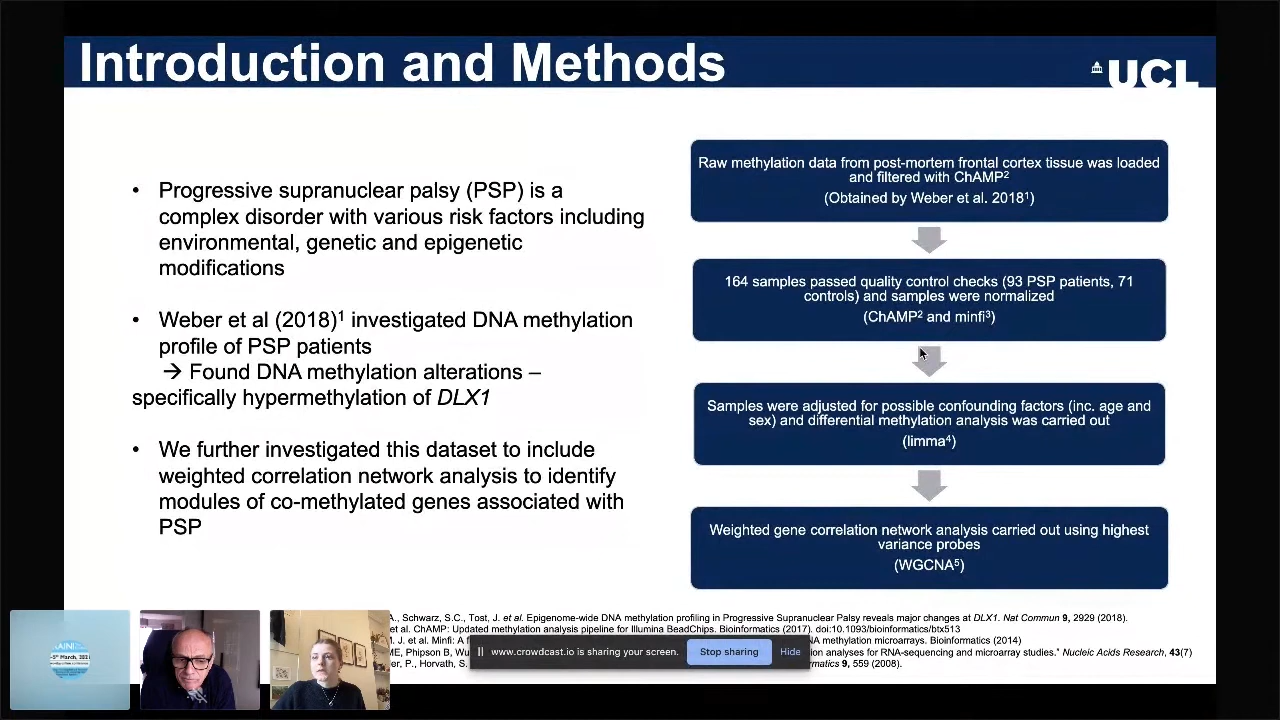 Introduction and Methods
UCL
• Progressive supranuclear palsy (PSP) is a
complex disorder with various risk factors including
environmental, genetic and epigenetic
modifications
• Weber et al (2018)¹ investigated DNA methylation
profile of PSP patients
→ Found DNA methylation alterations –
specifically hypermethylation of DLX1
• We further investigated this dataset to include
weighted correlation network analysis to identify
modules of co-methylated genes associated with
PSP
Raw methylation data from post-mortem frontal cortex tissue was loaded
and filtered with ChAMP²
(Obtained by Weber et al. 2018¹)
164 samples passed quality control checks (93 PSP patients, 71
controls) and samples were normalized
(ChAMP² and minfi³)
Samples were adjusted for possible confounding factors (inc. age and
sex) and differential methylation analysis was carried out
(limma⁴)
Weighted gene correlation network analysis carried out using highest
variance probes
(WGCNA⁵)
A., Schwarz, S.C., Tost, J. et al. Epigenome-wide DNA methylation profiling in Progressive Supranuclear Palsy reveals major changes at DLX1. Nat Commun 9, 2929 (2018).
et al. ChAMP: Updated methylation analysis pipeline for Illumina BeadChips. Bioinformatics (2017). doi:10.1093/bioinformatics/btx513
M. J. et al. Minfi: A f NA methylation microarrays. Bioinformatics (2014)
ME, Phipson B, Wu ion analyses for RNA-sequencing and microarray studies." Nucleic Acids Research, 43(7)
er, P., Horvath, S. matics 9, 559 (2008).
www.crowdcast.io is sharing your screen.
Stop sharing
Hide
March,